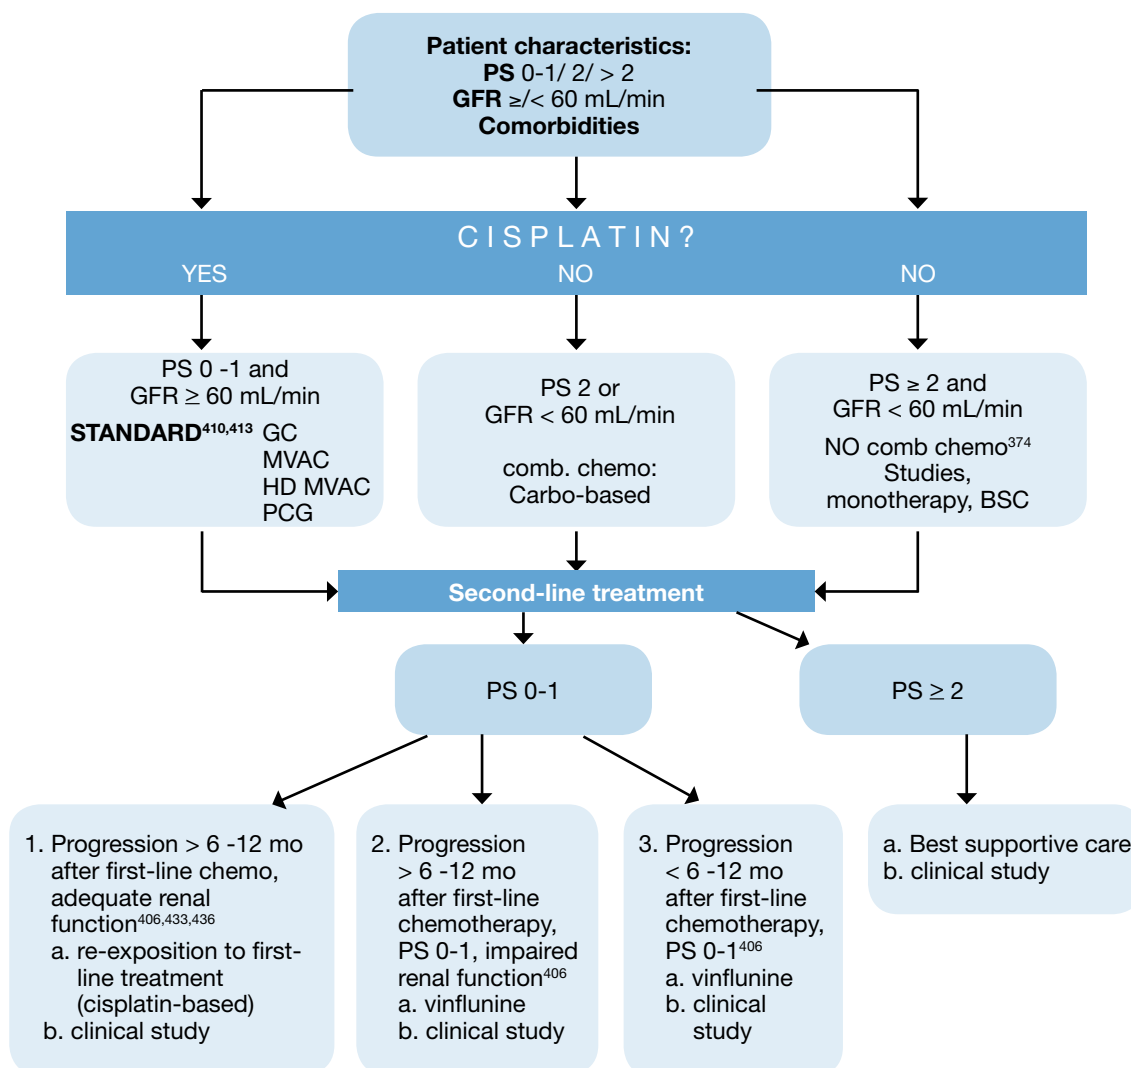 Patient characteristics:
PS 0-1/ 2/ > 2
GFR ≥/< 60 mL/min
Comorbidities
CISPLATIN?
YES
NO
NO
PS 0 -1 and
GFR ≥ 60 mL/min
STANDARD410,413 GC
MVAC
HD MVAC
PCG
PS 2 or
GFR < 60 mL/min
comb. chemo:
Carbo-based
PS ≥ 2 and
GFR < 60 mL/min
NO comb chemo374
Studies,
monotherapy, BSC
Second-line treatment
PS 0-1
PS ≥ 2
1. Progression > 6 -12 mo
after first-line chemo,
adequate renal
function406,433,436
a. re-exposition to first-
line treatment
(cisplatin-based)
b. clinical study
2. Progression
> 6 -12 mo
after first-line
chemotherapy,
PS 0-1, impaired
renal function406
a. vinflunine
b. clinical study
3. Progression
< 6 -12 mo
after first-line
chemotherapy,
PS 0-1406
a. vinflunine
b. clinical
study
a. Best supportive care
b. clinical study